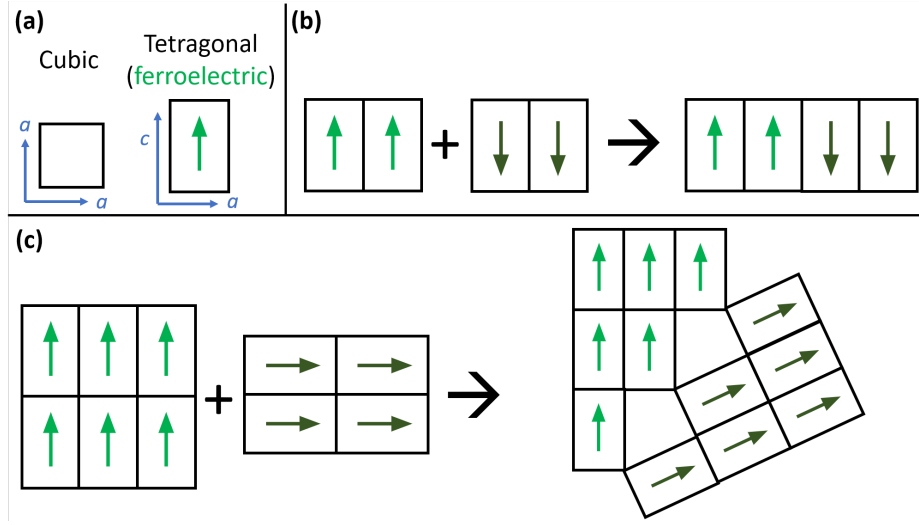 (a)
Cubic
a
a
Tetragonal
(ferroelectric)
c
a
(b)
+
(c)
+